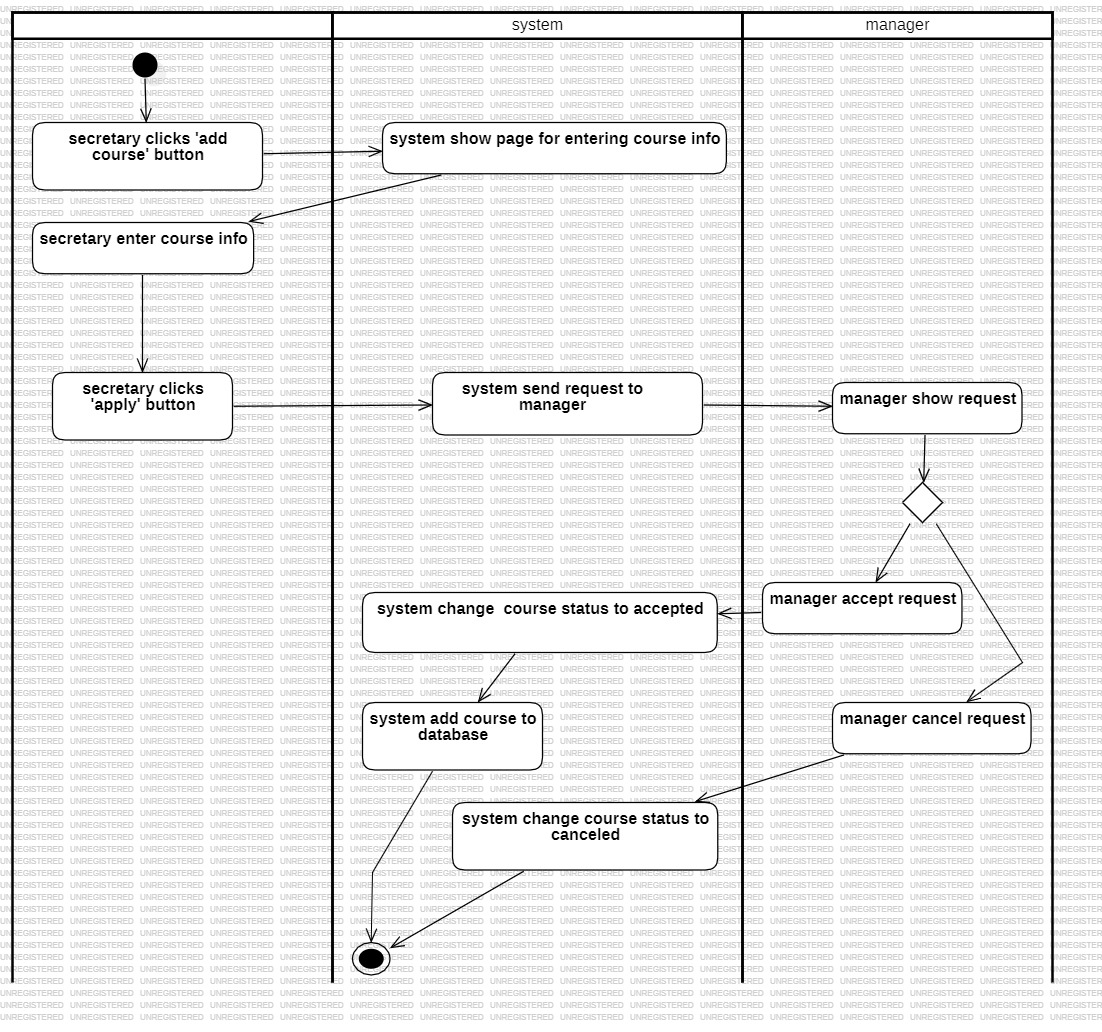 system
manager
secretary clicks 'add
course' button
system show page for entering course info
secretary enter course info
secretary clicks
'apply' button
system send request to
manager
manager show request
manager accept request
system change  course status to accepted
system add course to
database
manager cancel request
system change course status to
canceled
UNREGISTERED